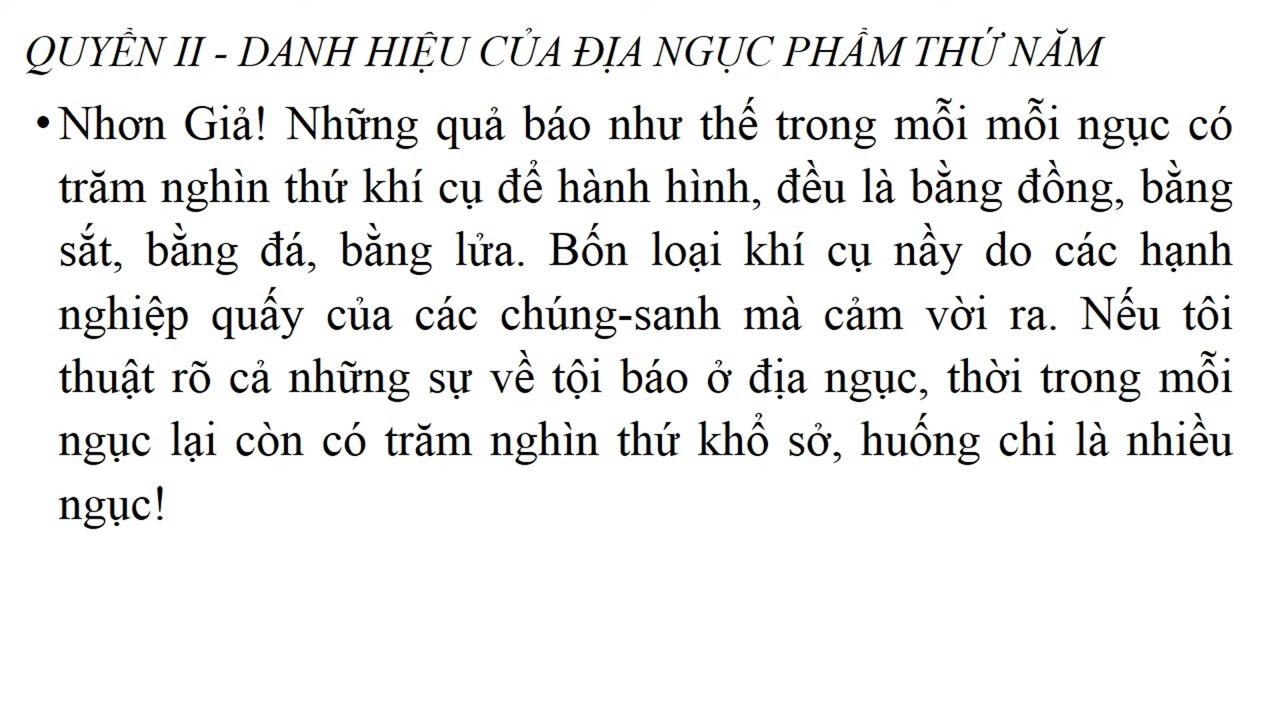 QUYỂN II - DANH HIỆU CỦA ĐỊA NGỤC PHẨM THỨ NĂM
• Nhơn Giả! Những quả báo như thế trong mỗi mỗi ngục có
trăm nghìn thứ khí cụ để hành hình, đều là bằng đồng, bằng
sắt, bằng đá, bằng lửa. Bốn loại khí cụ nầy do các hạnh
nghiệp quấy của các chúng-sanh mà cảm vời ra. Nếu tôi
thuật rõ cả những sự về tội báo ở địa ngục, thời trong mỗi
ngục lại còn có trăm nghìn thứ khổ sở, huống chi là nhiều
ngục!